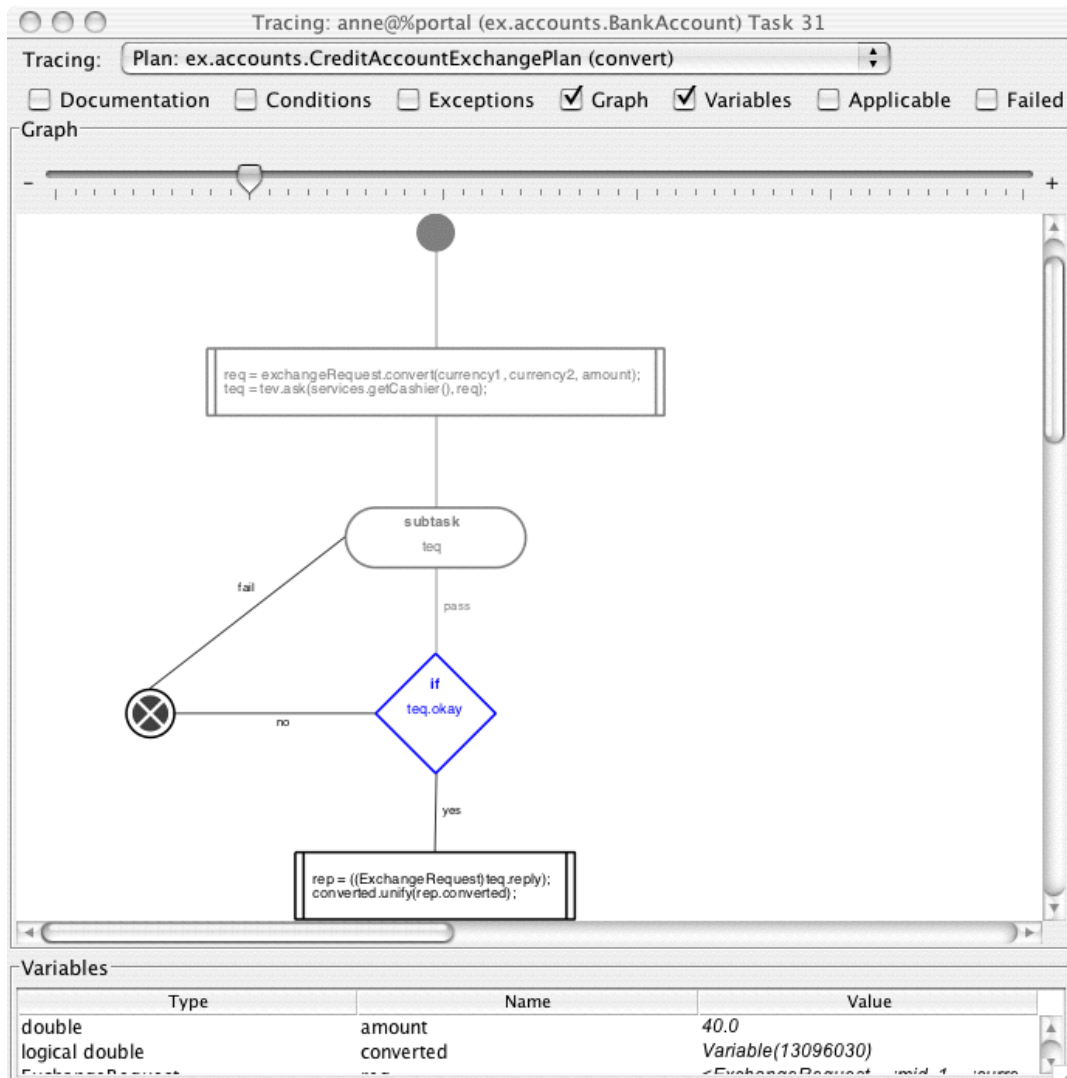 Tracing: anne@%portal (ex.accounts.BankAccount) Task 31
Tracing: Plan: ex.accounts.CreditAccountExchangePlan (convert)
Documentation Conditions Exceptions Graph Variables Applicable Failed
Graph
- +
req = exchangeRequest.convert(currency1, currency2, amount);
teq = tev.ask(services.getCashier(), req);
subtask
teq
fail
pass
if
teq.okay
no
yes
rep = ((ExchangeRequest)teq.reply);
converted.unify(rep.converted);
Variables
Type Name Value
double amount 40.0
logical double converted Variable(13096030)